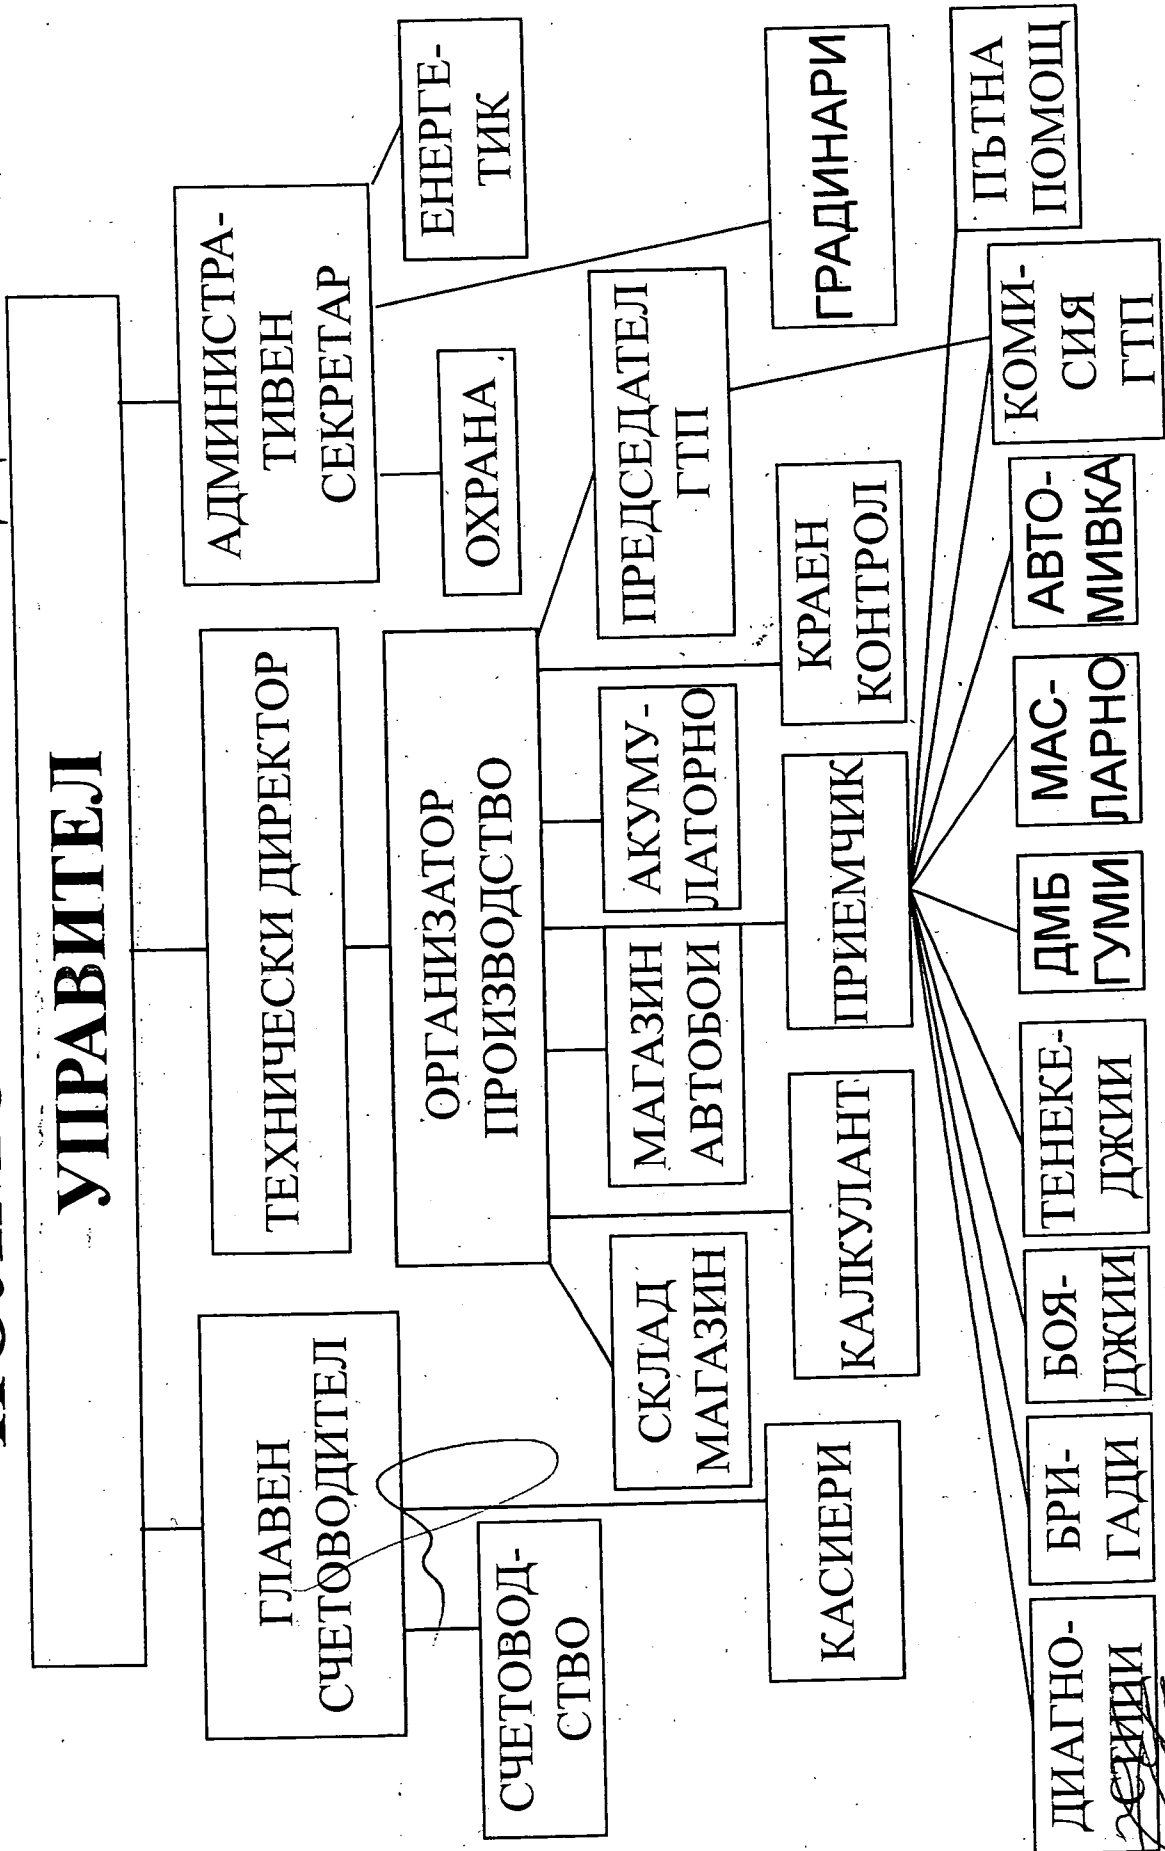 УПРАВИТЕЛ
ГЛАВЕН
СЧЕТОВОДИТЕЛ
ТЕХНИЧЕСКИ ДИРЕКТОР
АДМИНИСТРА-
ТИВЕН
СЕКРЕТАР
СЧЕТОВОД-
СТВО
ОРГАНИЗАТОР
ПРОИЗВОДСТВО
ОХРАНА
ЕНЕРГЕ-
ТИК
СКЛАД
МАГАЗИН
МАГАЗИН
АВТОБОИ
АКУМУ-
ЛАТОРНО
ПРЕДСЕДАТЕЛ
ГТП
КАСИЕРИ
КАЛКУЛАНТ
ПРИЕМЧИК
КРАЕН
КОНТРОЛ
ГРАДИНАРИ
ДИАГНО-
СТИЦИ
БРИ-
ГАДИ
БОЯ-
ДЖИИ
ТЕНЕКЕ-
ДЖИИ
ДМБ
ГУМИ
МАС-
ЛАРНО
АВТО-
МИВКА
КОМИ-
СИЯ
ГТП
ПЪТНА
ПОМОЩ